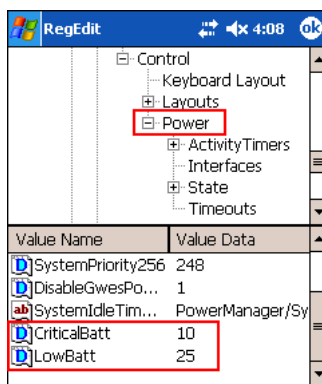 RegEdit 4:08 ok
Control
Keyboard Layout
Layouts
Power
ActivityTimers
Interfaces
State
Timeouts
Value Name Value Data
SystemPriority256 248
DisableGwesPo... 1
ab SystemIdleTim... PowerManager/Sy
CriticalBatt 10
LowBatt 25